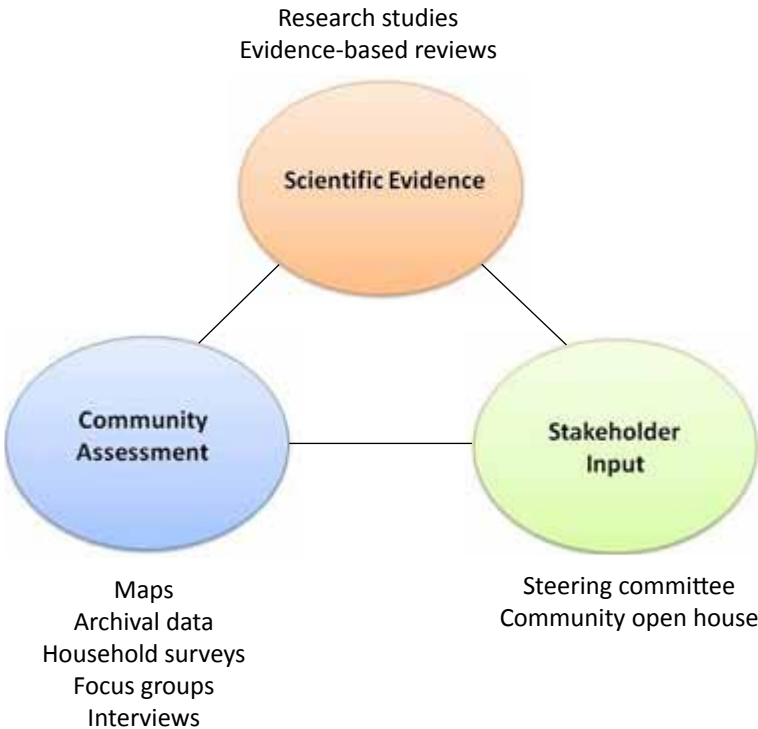 Research studies
Evidence-based reviews
Scientific Evidence
Community
Assessment
Stakeholder
Input
Maps
Archival data
Household surveys
Focus groups
Interviews
Steering committee
Community open house